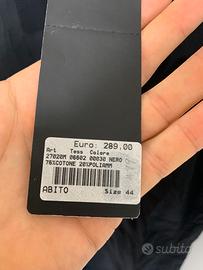 Euro: 289.00
Art Tess Colore
27020M 06602 00030 NERO
76%COTONE 20%POLIAMM
ABITO
Size 44
subito